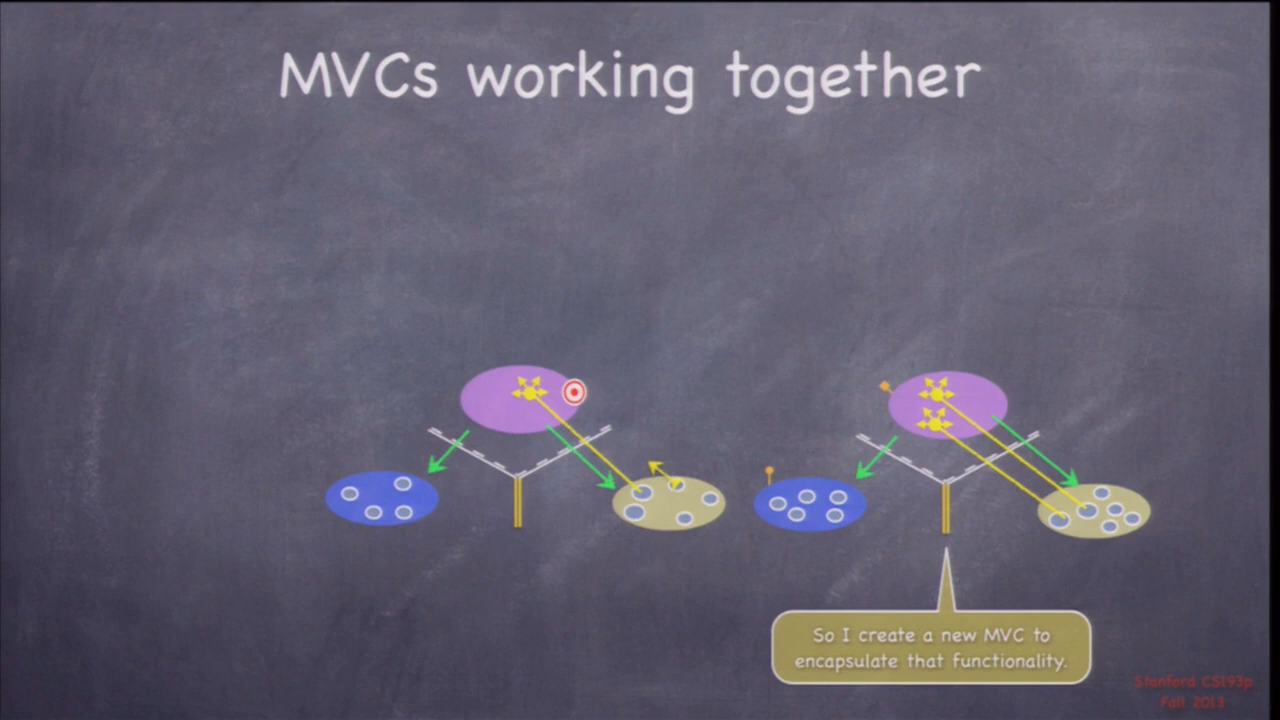 MVCs working together
So I create a new MVC to
encapsulate that functionality.
Stanford CS193p
Fall 2013